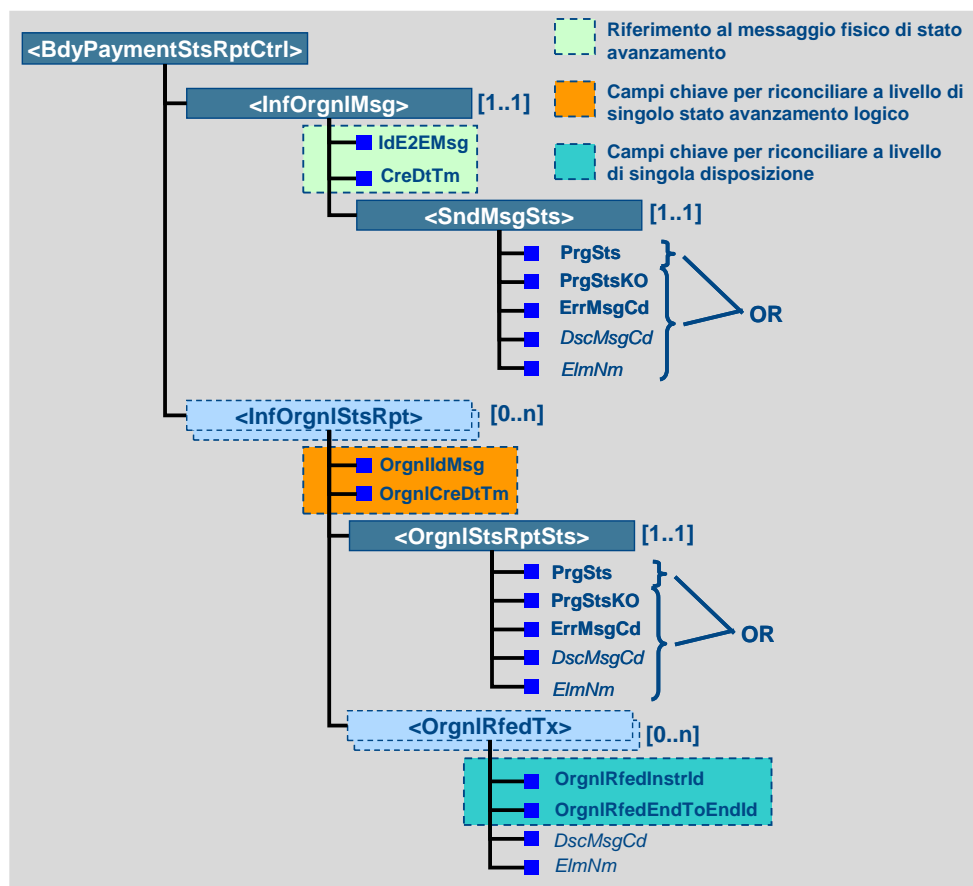 <BdyPaymentStsRptCtrl>
Riferimento al messaggio fisico di stato
avanzamento
Campi chiave per riconciliare a livello di
singolo stato avanzamento logico
Campi chiave per riconciliare a livello
di singola disposizione
<InfOrgnlMsg> [1..1]
IdE2EMsg
CreDtTm
<SndMsgSts> [1..1]
PrgSts
PrgStsKO
ErrMsgCd
DscMsgCd
ElmNm
OR
<InfOrgnlStsRpt> [0..n]
OrgnlIdMsg
OrgnlCreDtTm
<OrgnlStsRptSts> [1..1]
PrgSts
PrgStsKO
ErrMsgCd
DscMsgCd
ElmNm
OR
<OrgnlRfedTx> [0..n]
OrgnlRfedInstrId
OrgnlRfedEndToEndId
DscMsgCd
ElmNm